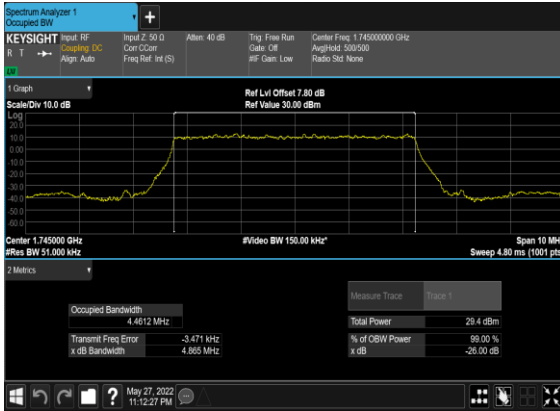 Spectrum Analyzer 1
Occupied BW
+
KEYSIGHT
R T
LXI
Input: RF
Coupling: DC
Align: Auto
Input Z: 50 Ω
Corr CCorr
Freq Ref: Int (S)
Atten: 40 dB
Trig: Free Run
Gate: Off
#IF Gain: Low
Center Freq: 1.745000000 GHz
Avg|Hold: 500/500
Radio Std: None
1 Graph
Scale/Div 10.0 dB
Ref Lvl Offset 7.80 dB
Ref Value 30.00 dBm
Log
20.0
10.0
0.00
-10.0
-20.0
-30.0
-40.0
-50.0
-60.0
Center 1.745000 GHz
#Res BW 51.000 kHz
#Video BW 150.00 kHz*
Span 10 MH
Sweep 4.80 ms (1001 pts
2 Metrics
Measure Trace Trace 1
Occupied Bandwidth
4.4612 MHz
Total Power 29.4 dBm
Transmit Freq Error -3.471 kHz
% of OBW Power 99.00 %
x dB Bandwidth 4.865 MHz
x dB -26.00 dB
?
May 27, 2022
11:12:27 PM